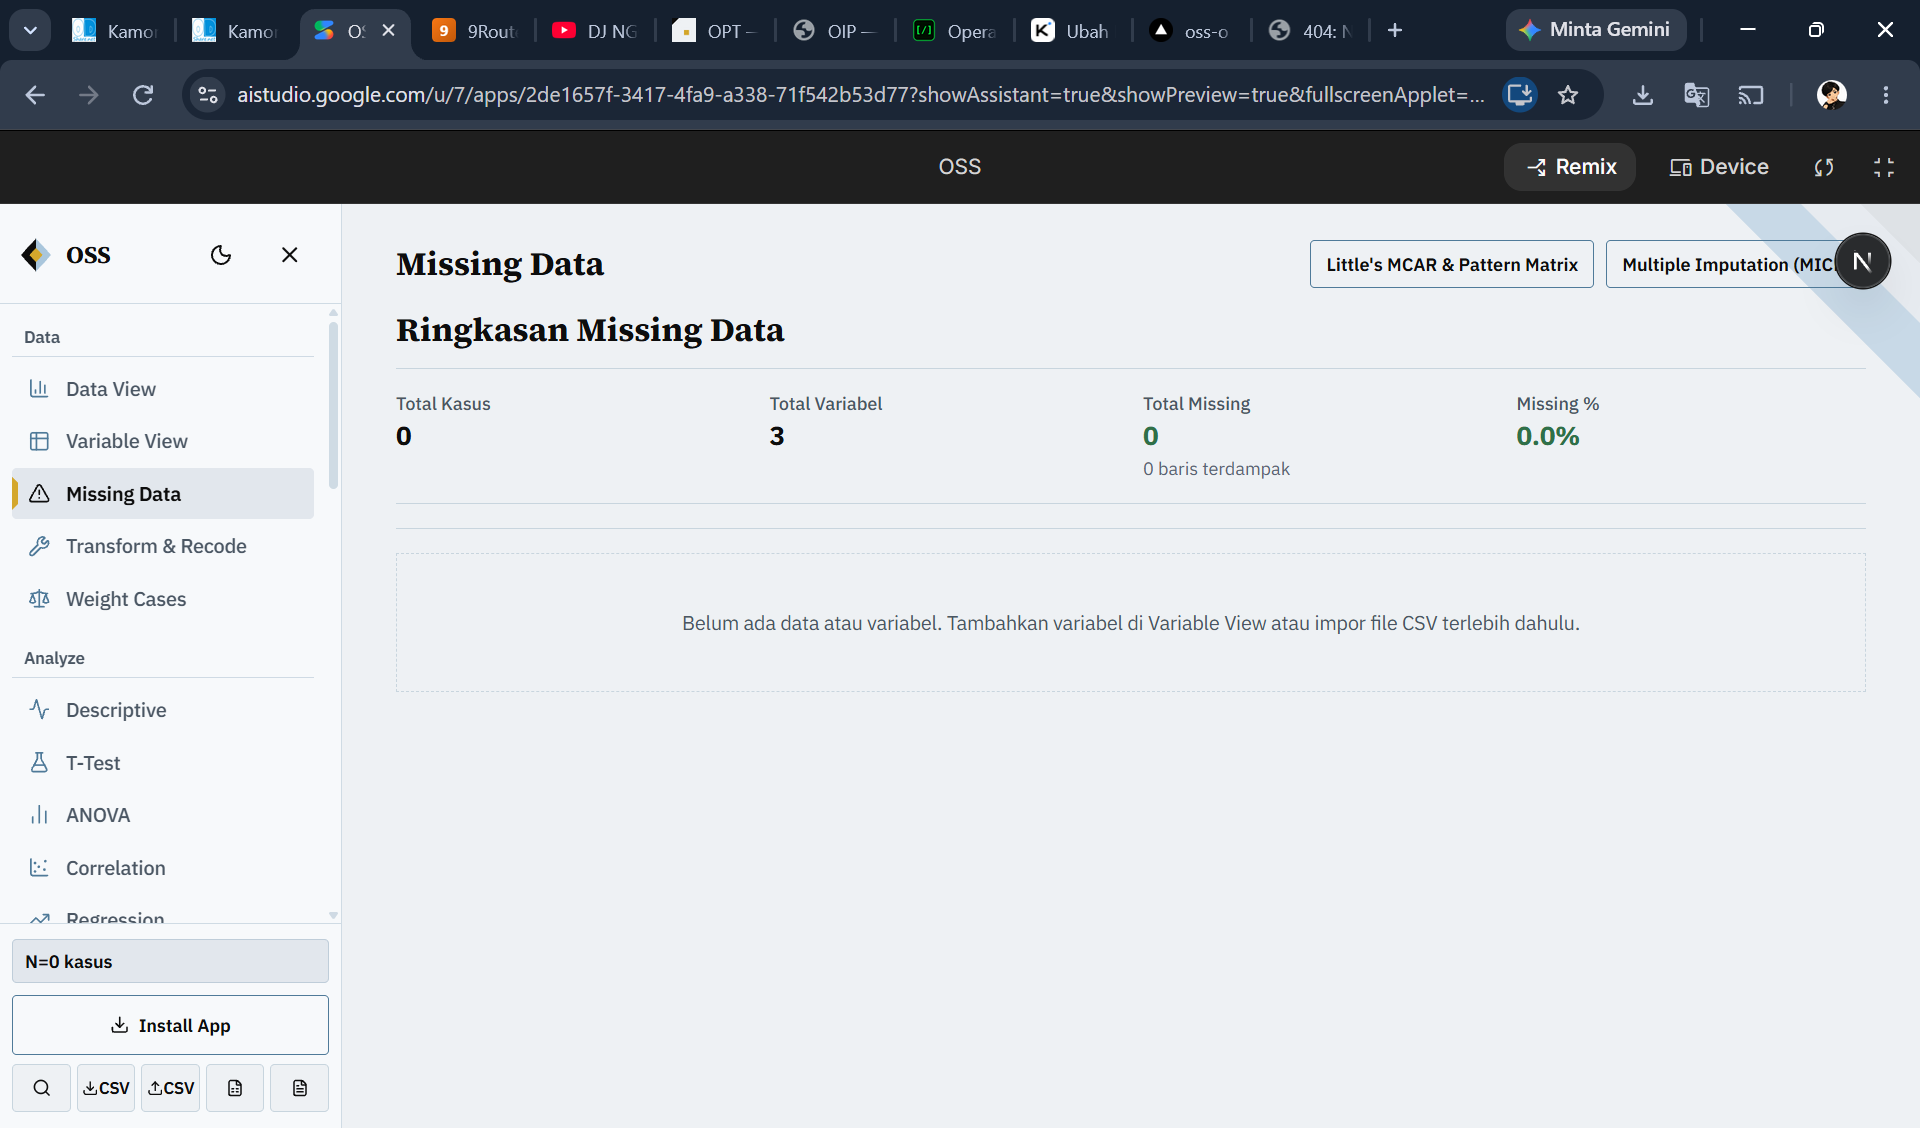 Kamo
Kamo
OS
9
9Rout
DJ NG
OPT —
OIP —
[/]
Opera
K
Ubah
oss-o
404: N
Minta Gemini
aistudio.google.com/u/7/apps/2de1657f-3417-4fa9-a338-71f542b53d77?showAssistant=true&showPreview=true&fullscreenApplet=...
OSS
Remix
Device
OSS
Data
Data View
Variable View
Missing Data
Transform & Recode
Weight Cases
Analyze
Descriptive
T-Test
ANOVA
Correlation
Regression
N=0 kasus
Install App
CSV
CSV
Missing Data
Little's MCAR & Pattern Matrix
Multiple Imputation (MIC
N
Ringkasan Missing Data
Total Kasus
0
Total Variabel
3
Total Missing
0
0 baris terdampak
Missing %
0.0%
Belum ada data atau variabel. Tambahkan variabel di Variable View atau impor file CSV terlebih dahulu.